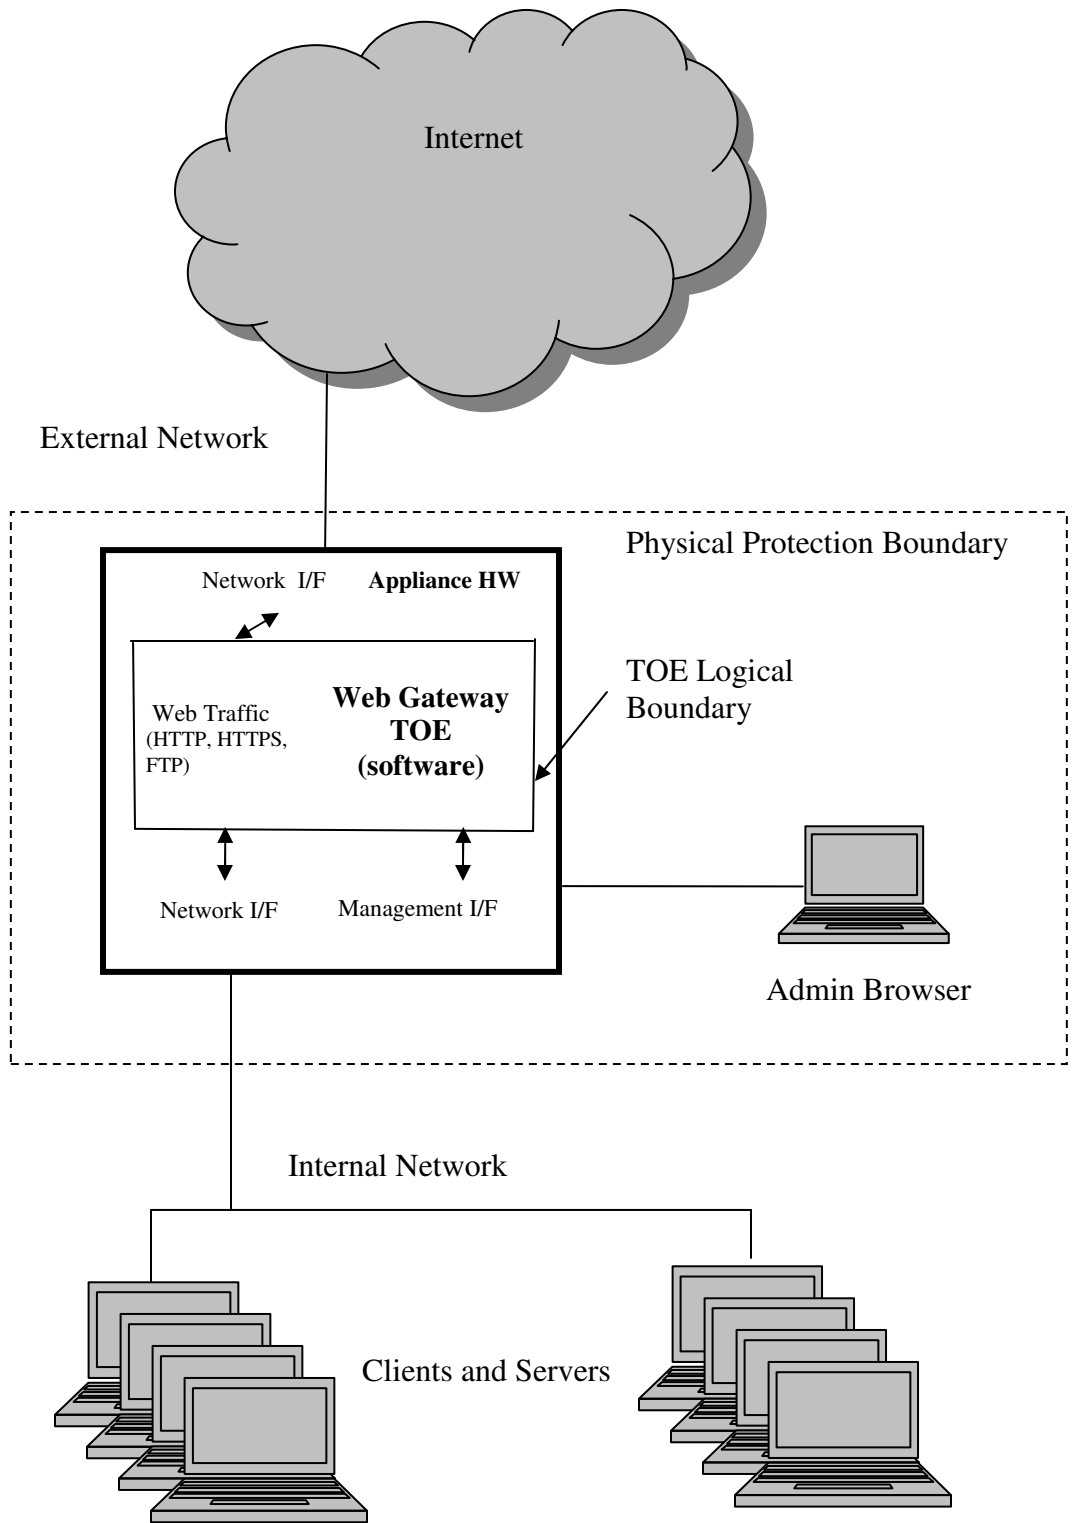 Internet
External Network
Physical Protection Boundary
Network I/F
Appliance HW
TOE Logical
Boundary
Web Traffic
(HTTP, HTTPS,
FTP)
Web Gateway
TOE
(software)
Network I/F
Management I/F
Admin Browser
Internal Network
Clients and Servers